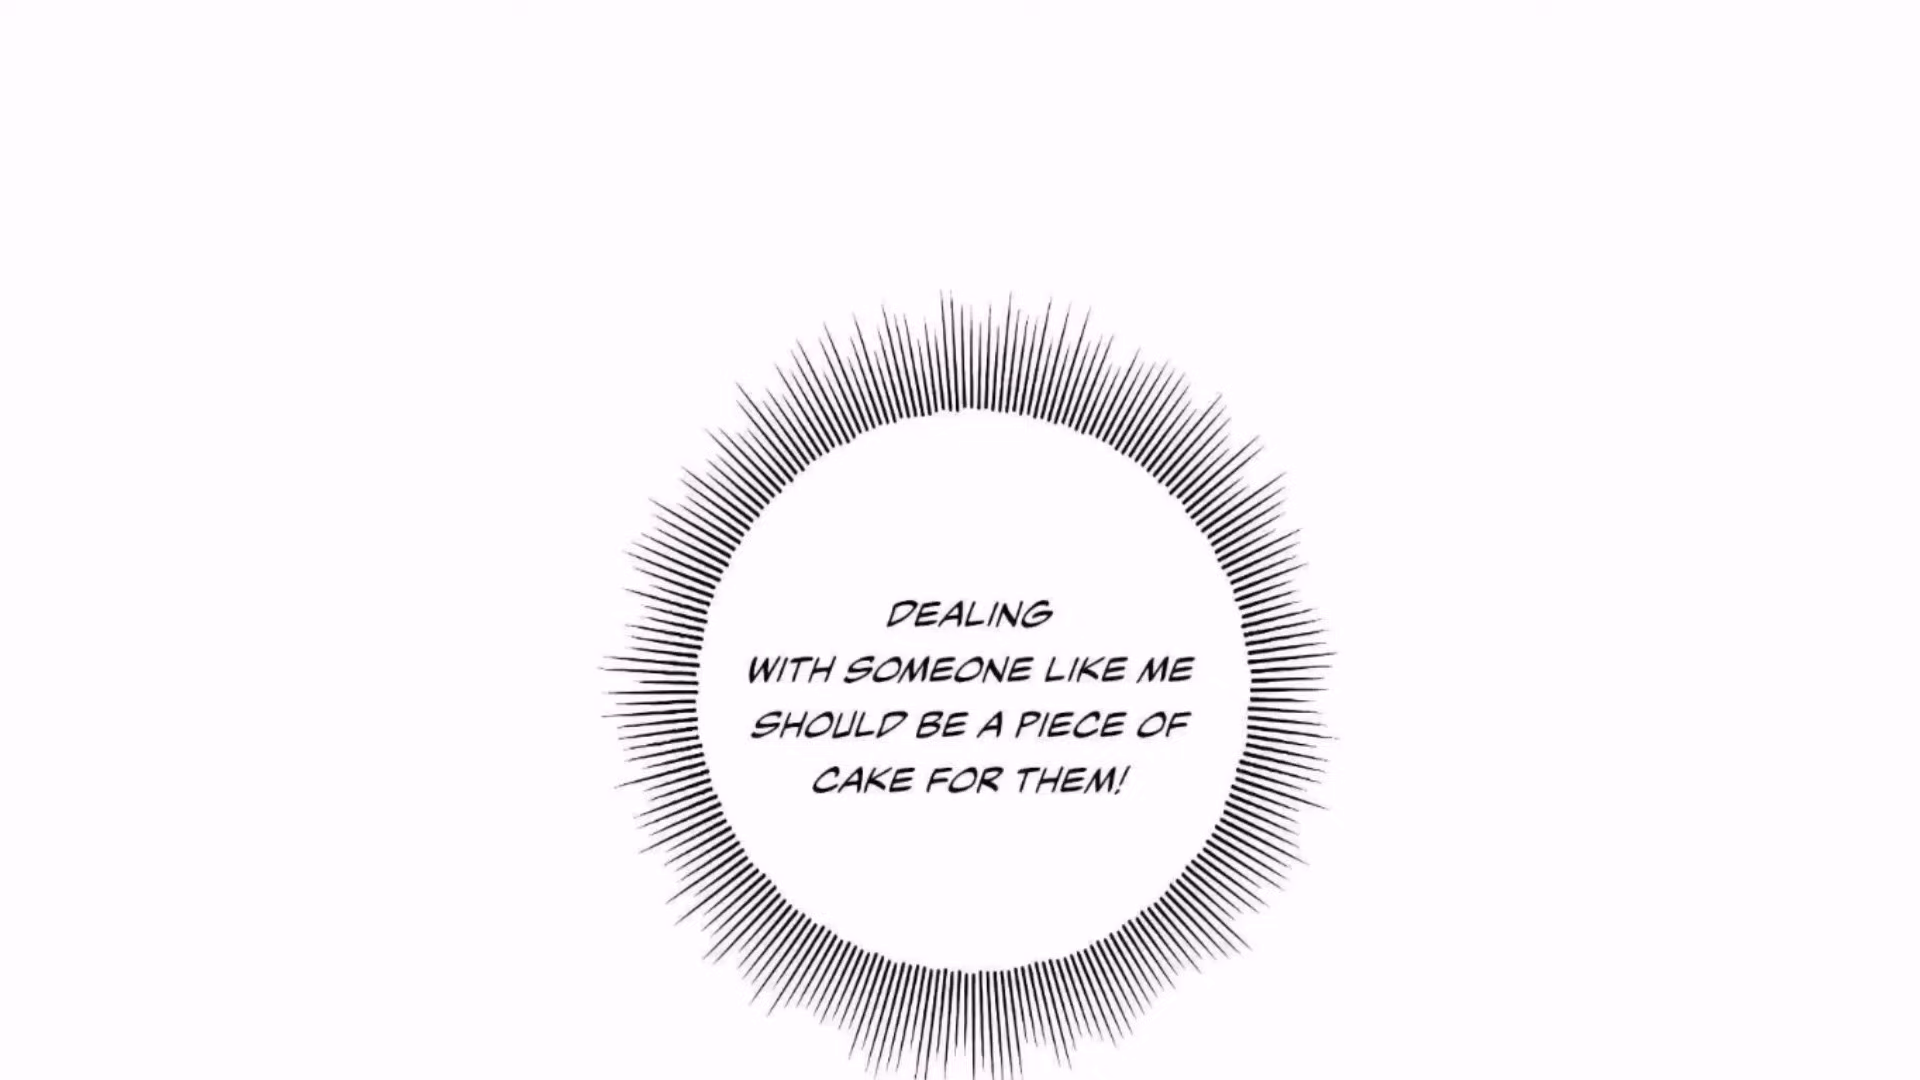 DEALING
WITH SOMEONE LIKE ME
SHOULD BE A PIECE OF
CAKE FOR THEM!